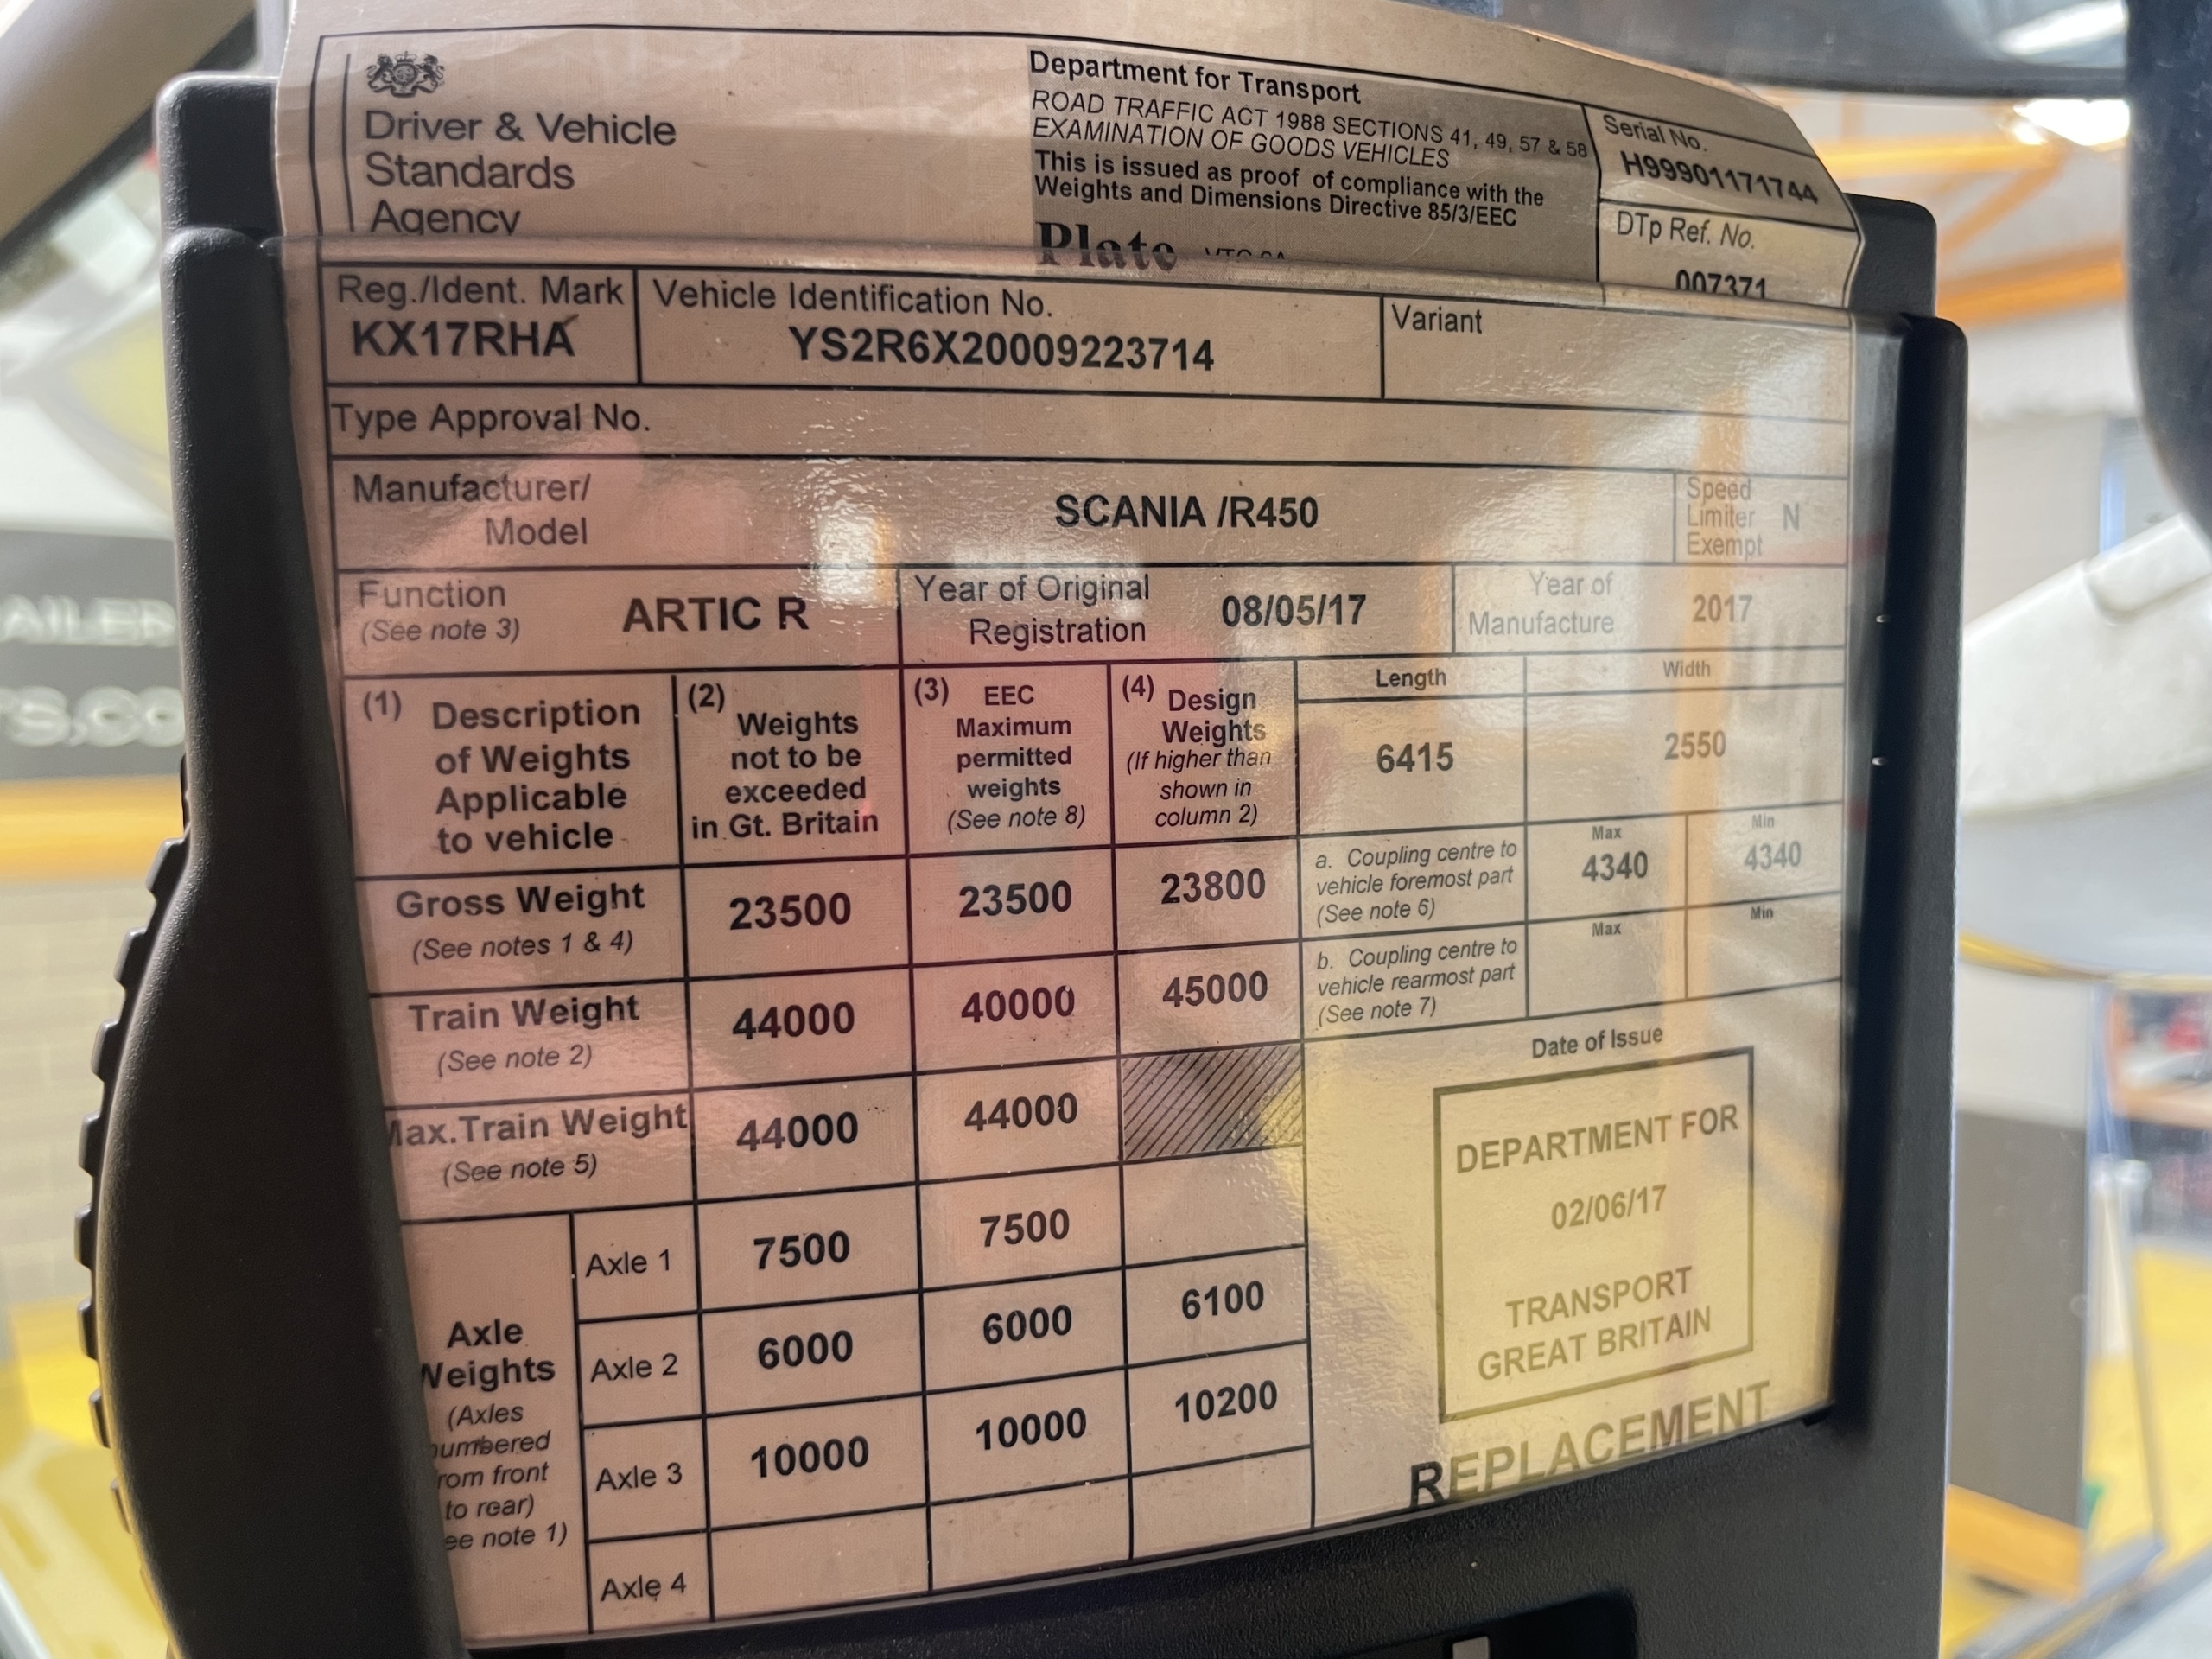 Driver & Vehicle
Standards
Agency
Department for Transport
ROAD TRAFFIC ACT 1988 SECTIONS 41, 49, 57 & 58
EXAMINATION OF GOODS VEHICLES
This is issued as proof of compliance with the
Weights and Dimensions Directive 85/3/EEC
Plate
Serial No.
H99901171744
DTp Ref. No.
007371
Reg./Ident. Mark
KX17RHA
Vehicle Identification No.
YS2R6X20009223714
Variant
Type Approval No.
Manufacturer/
Model
SCANIA /R450
Speed
Limiter N
Exempt
Function
(See note 3)
ARTIC R
Year of Original
Registration
08/05/17
Year of
Manufacture
2017
(1) Description
of Weights
Applicable
to vehicle
(2) Weights
not to be
exceeded
in Gt. Britain
(3) EEC
Maximum
permitted
weights
(See note 8)
(4) Design
Weights
(If higher than
shown in
column 2)
Length
6415
Width
2550
Gross Weight
(See notes 1 & 4)
23500 23500 23800
a. Coupling centre to
vehicle foremost part
(See note 6)
Max
4340
Min
4340
Train Weight
(See note 2)
44000 40000 45000
b. Coupling centre to
vehicle rearmost part
(See note 7)
Max
Min
Max.Train Weight
(See note 5)
44000 44000
Axle
Weights
(Axles
numbered
from front
to rear)
ee note 1)
Axle 1 7500 7500
Axle 2 6000 6000 6100
Axle 3 10000 10000 10200
Axle 4
Date of Issue
DEPARTMENT FOR
02/06/17
TRANSPORT
GREAT BRITAIN
REPLACEMENT
AILER
TS.CO